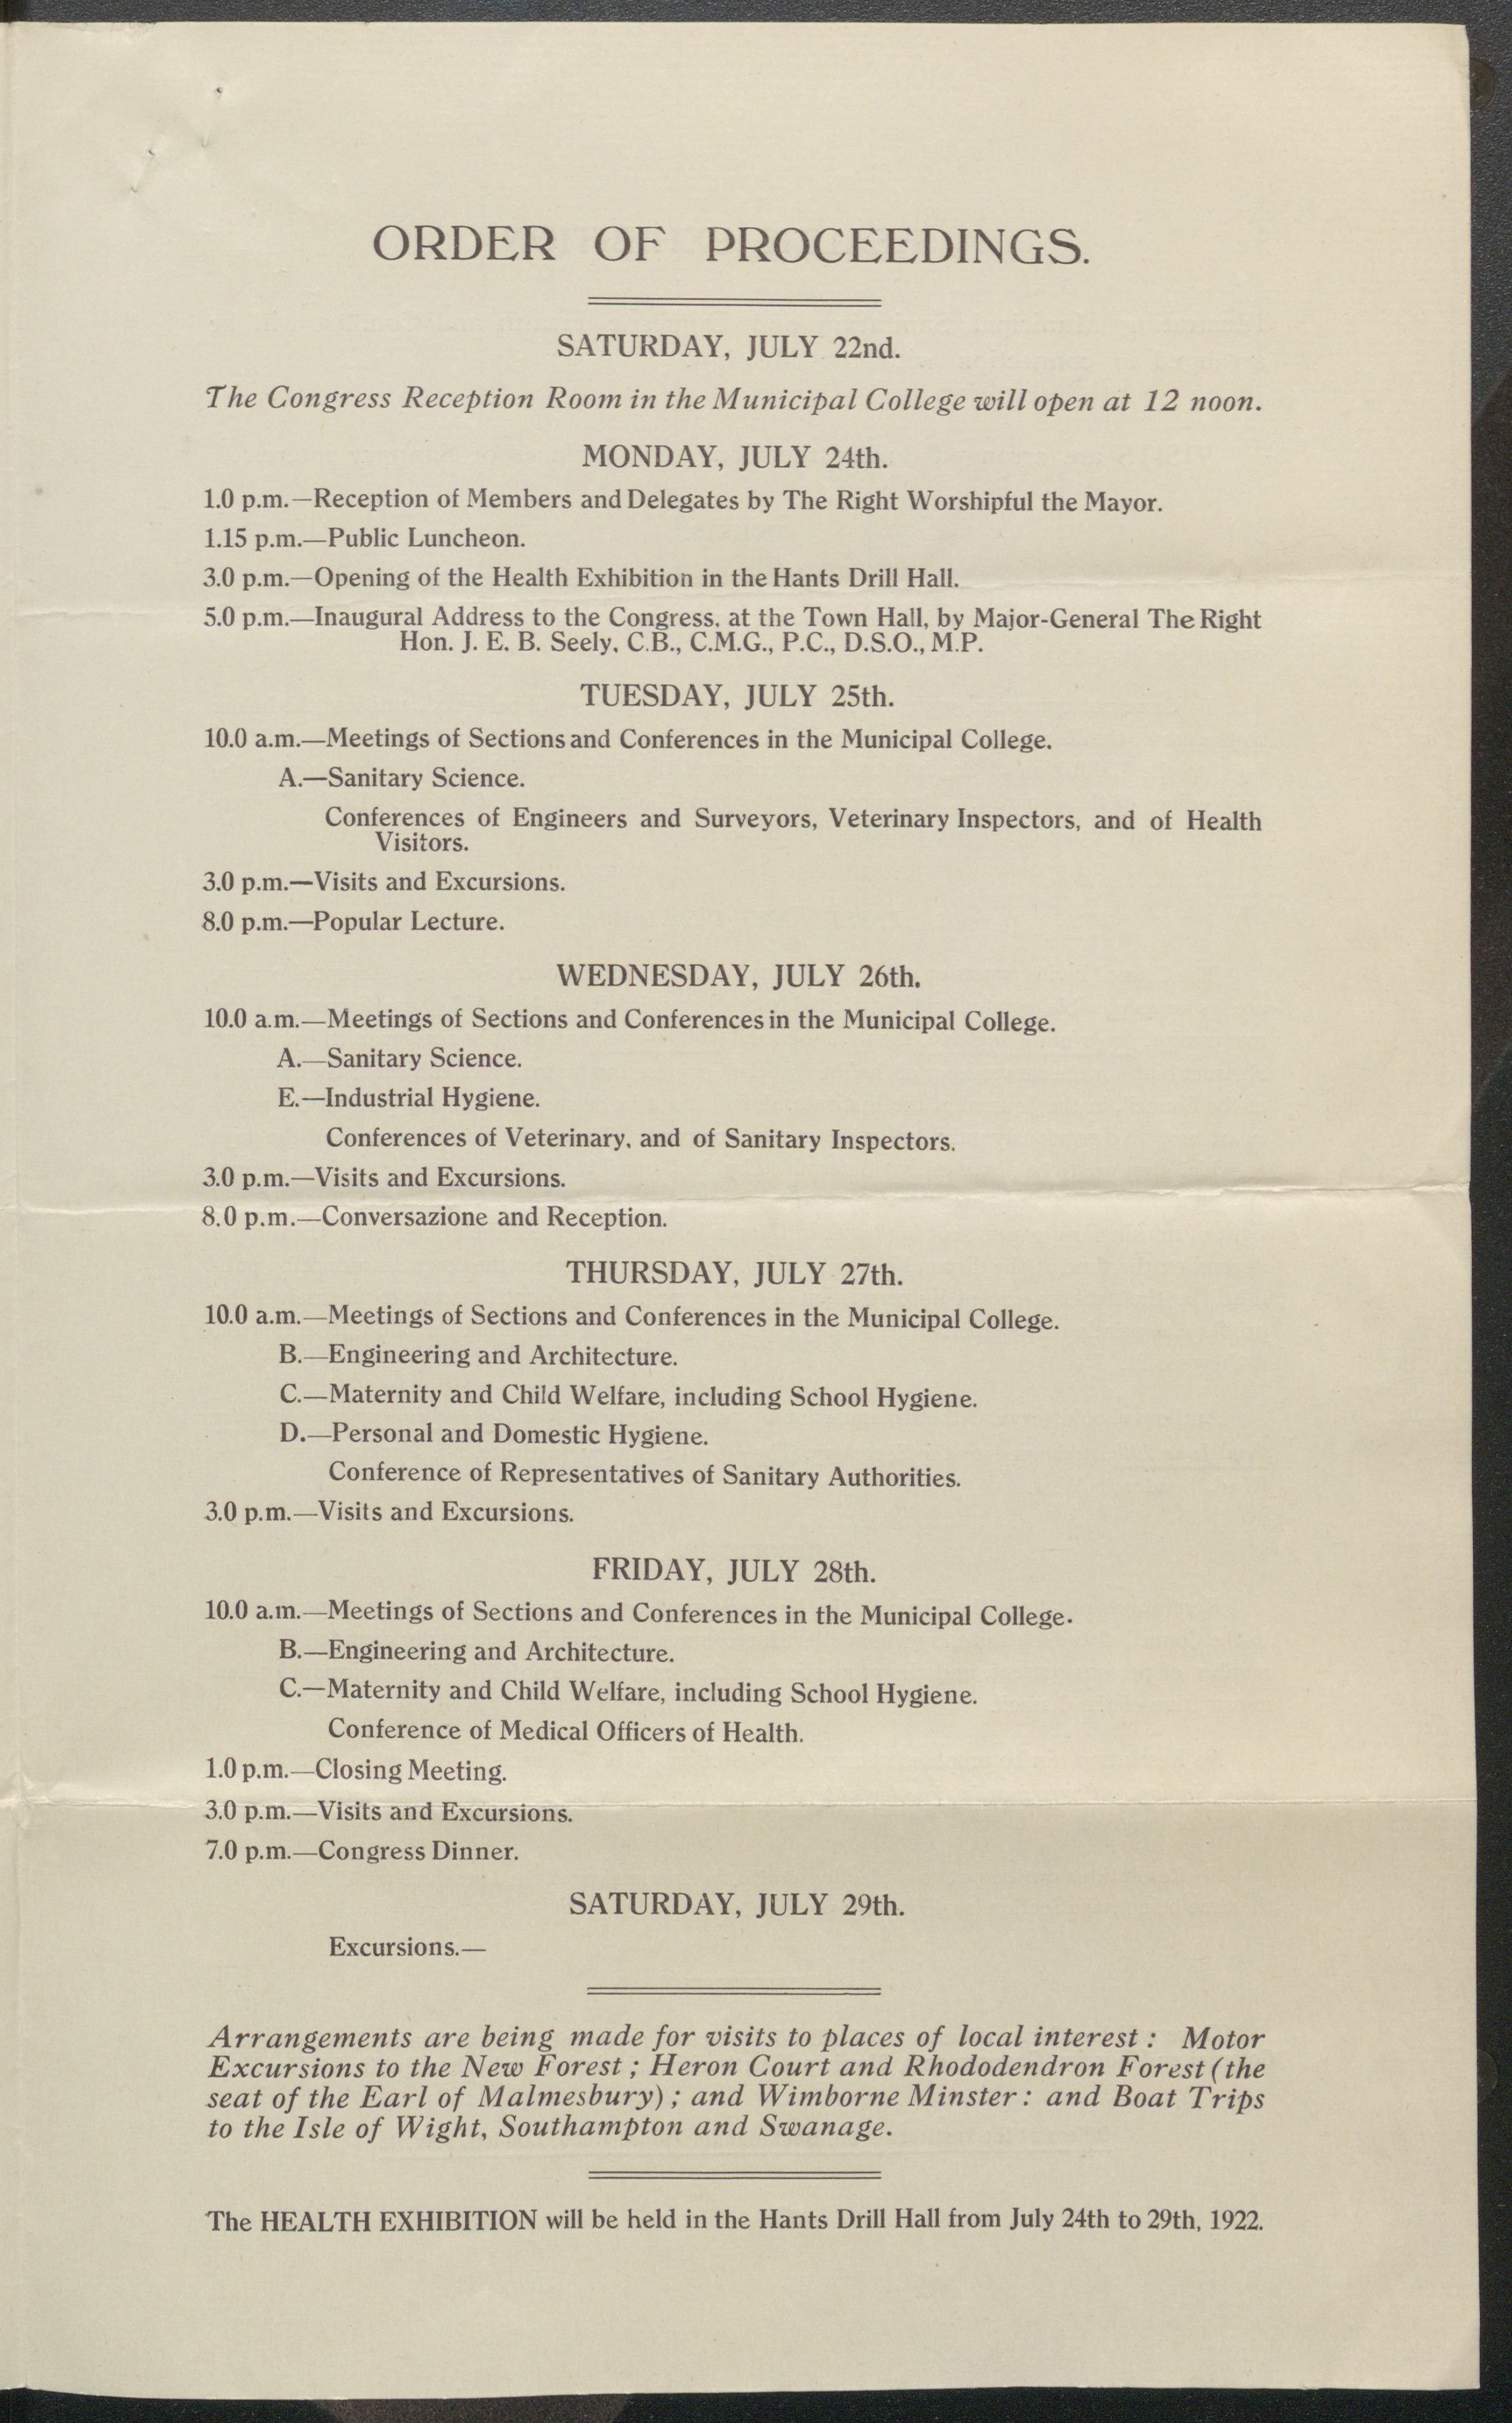 ORDER OF PROCEEDINGS.
SATURDAY, JULY 22nd.
The Congress Reception Room in the Municipal College will open at 12 noon.
MONDAY, JULY 24th.
1.0 p.m.—Reception of Members and Delegates by The Right Worshipful the Mayor.
1.15 p.m.—Public Luncheon.
3.0 p.m.—Opening of the Health Exhibition in the Hants Drill Hall.
5.0 p.m.—Inaugural Address to the Congress, at the Town Hall, by Major-General The Right
Hon. J. E. B. Seely, C.B., C.M.G., P.C., D.S.O., M.P.
TUESDAY, JULY 25th.
10.0 a.m.—Meetings of Sections and Conferences in the Municipal College.
A.—Sanitary Science.
Conferences of Engineers and Surveyors, Veterinary Inspectors, and of Health
Visitors.
3.0 p.m.—Visits and Excursions.
8.0 p.m.—Popular Lecture.
WEDNESDAY, JULY 26th.
10.0 a.m.—Meetings of Sections and Conferences in the Municipal College.
A.—Sanitary Science.
E.—Industrial Hygiene.
Conferences of Veterinary, and of Sanitary Inspectors.
3.0 p.m.—Visits and Excursions.
8.0 p.m.—Conversazione and Reception.
THURSDAY, JULY 27th.
10.0 a.m.—Meetings of Sections and Conferences in the Municipal College.
B.—Engineering and Architecture.
C.—Maternity and Child Welfare, including School Hygiene.
D.—Personal and Domestic Hygiene.
Conference of Representatives of Sanitary Authorities.
3.0 p.m.—Visits and Excursions.
FRIDAY, JULY 28th.
10.0 a.m.—Meetings of Sections and Conferences in the Municipal College.
B.—Engineering and Architecture.
C.—Maternity and Child Welfare, including School Hygiene.
Conference of Medical Officers of Health.
1.0 p.m.—Closing Meeting.
3.0 p.m.—Visits and Excursions.
7.0 p.m.—Congress Dinner.
SATURDAY, JULY 29th.
Excursions.—
Arrangements are being made for visits to places of local interest : Motor
Excursions to the New Forest ; Heron Court and Rhododendron Forest (the
seat of the Earl of Malmesbury) ; and Wimborne Minster : and Boat Trips
to the Isle of Wight, Southampton and Swanage.
The HEALTH EXHIBITION will be held in the Hants Drill Hall from July 24th to 29th, 1922.